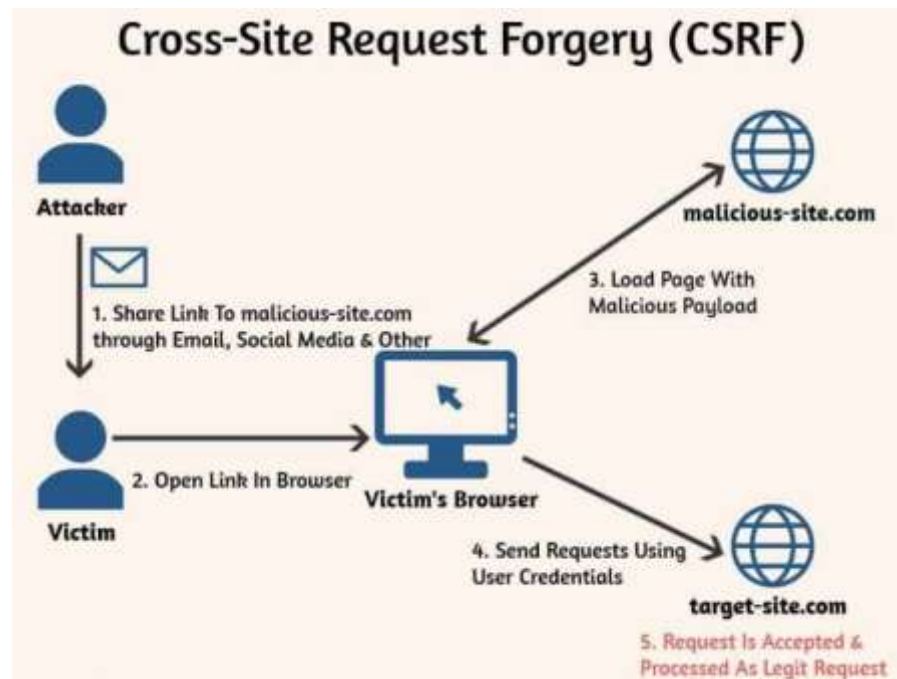 Cross-Site Request Forgery (CSRF)
Attacker
malicious-site.com
1. Share Link To malicious-site.com
through Email, Social Media & Other
3. Load Page With
Malicious Payload
2. Open Link In Browser
Victim
Victim's Browser
4. Send Requests Using
User Credentials
target-site.com
5. Request Is Accepted &
Processed As Legit Request